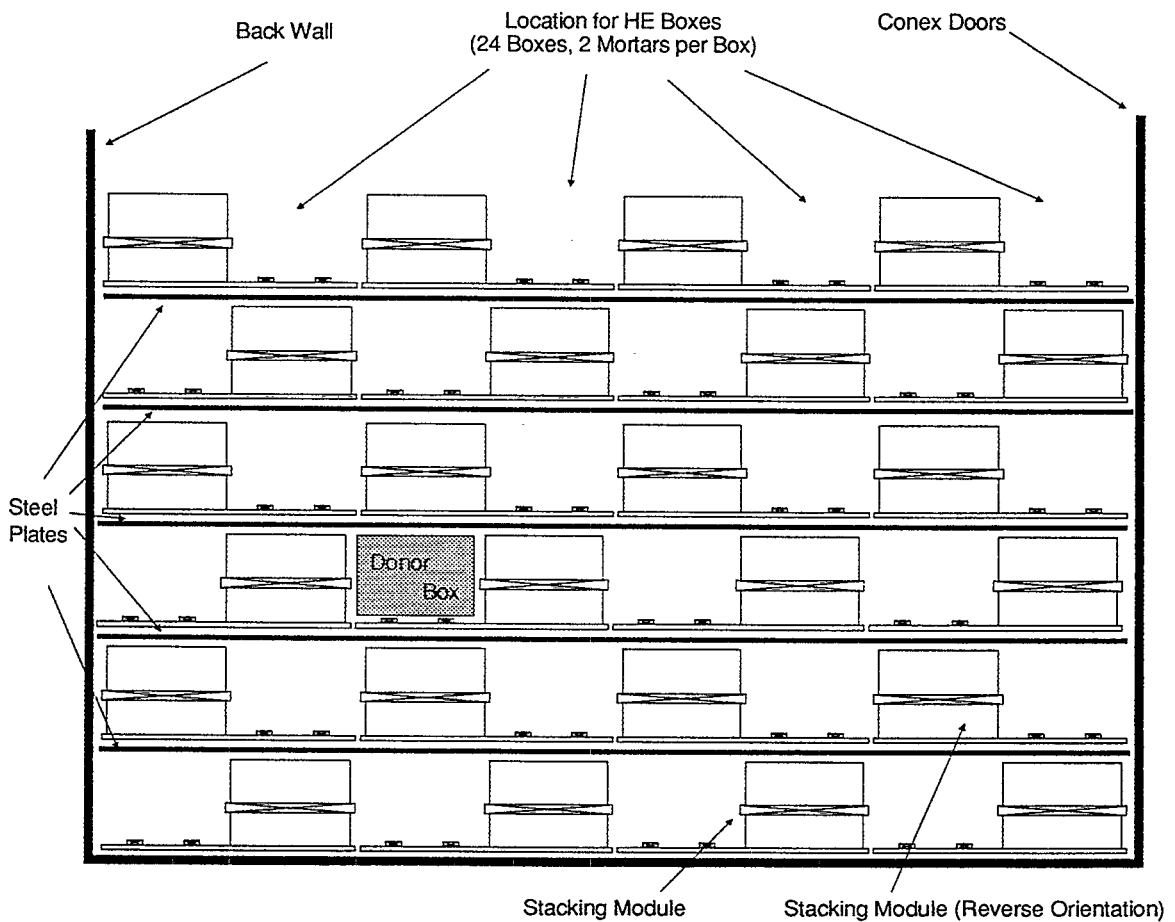 Back Wall
Location for HE Boxes
(24 Boxes, 2 Mortars per Box)
Conex Doors
Steel
Plates
Donor
Box
Stacking Module
Stacking Module (Reverse Orientation)